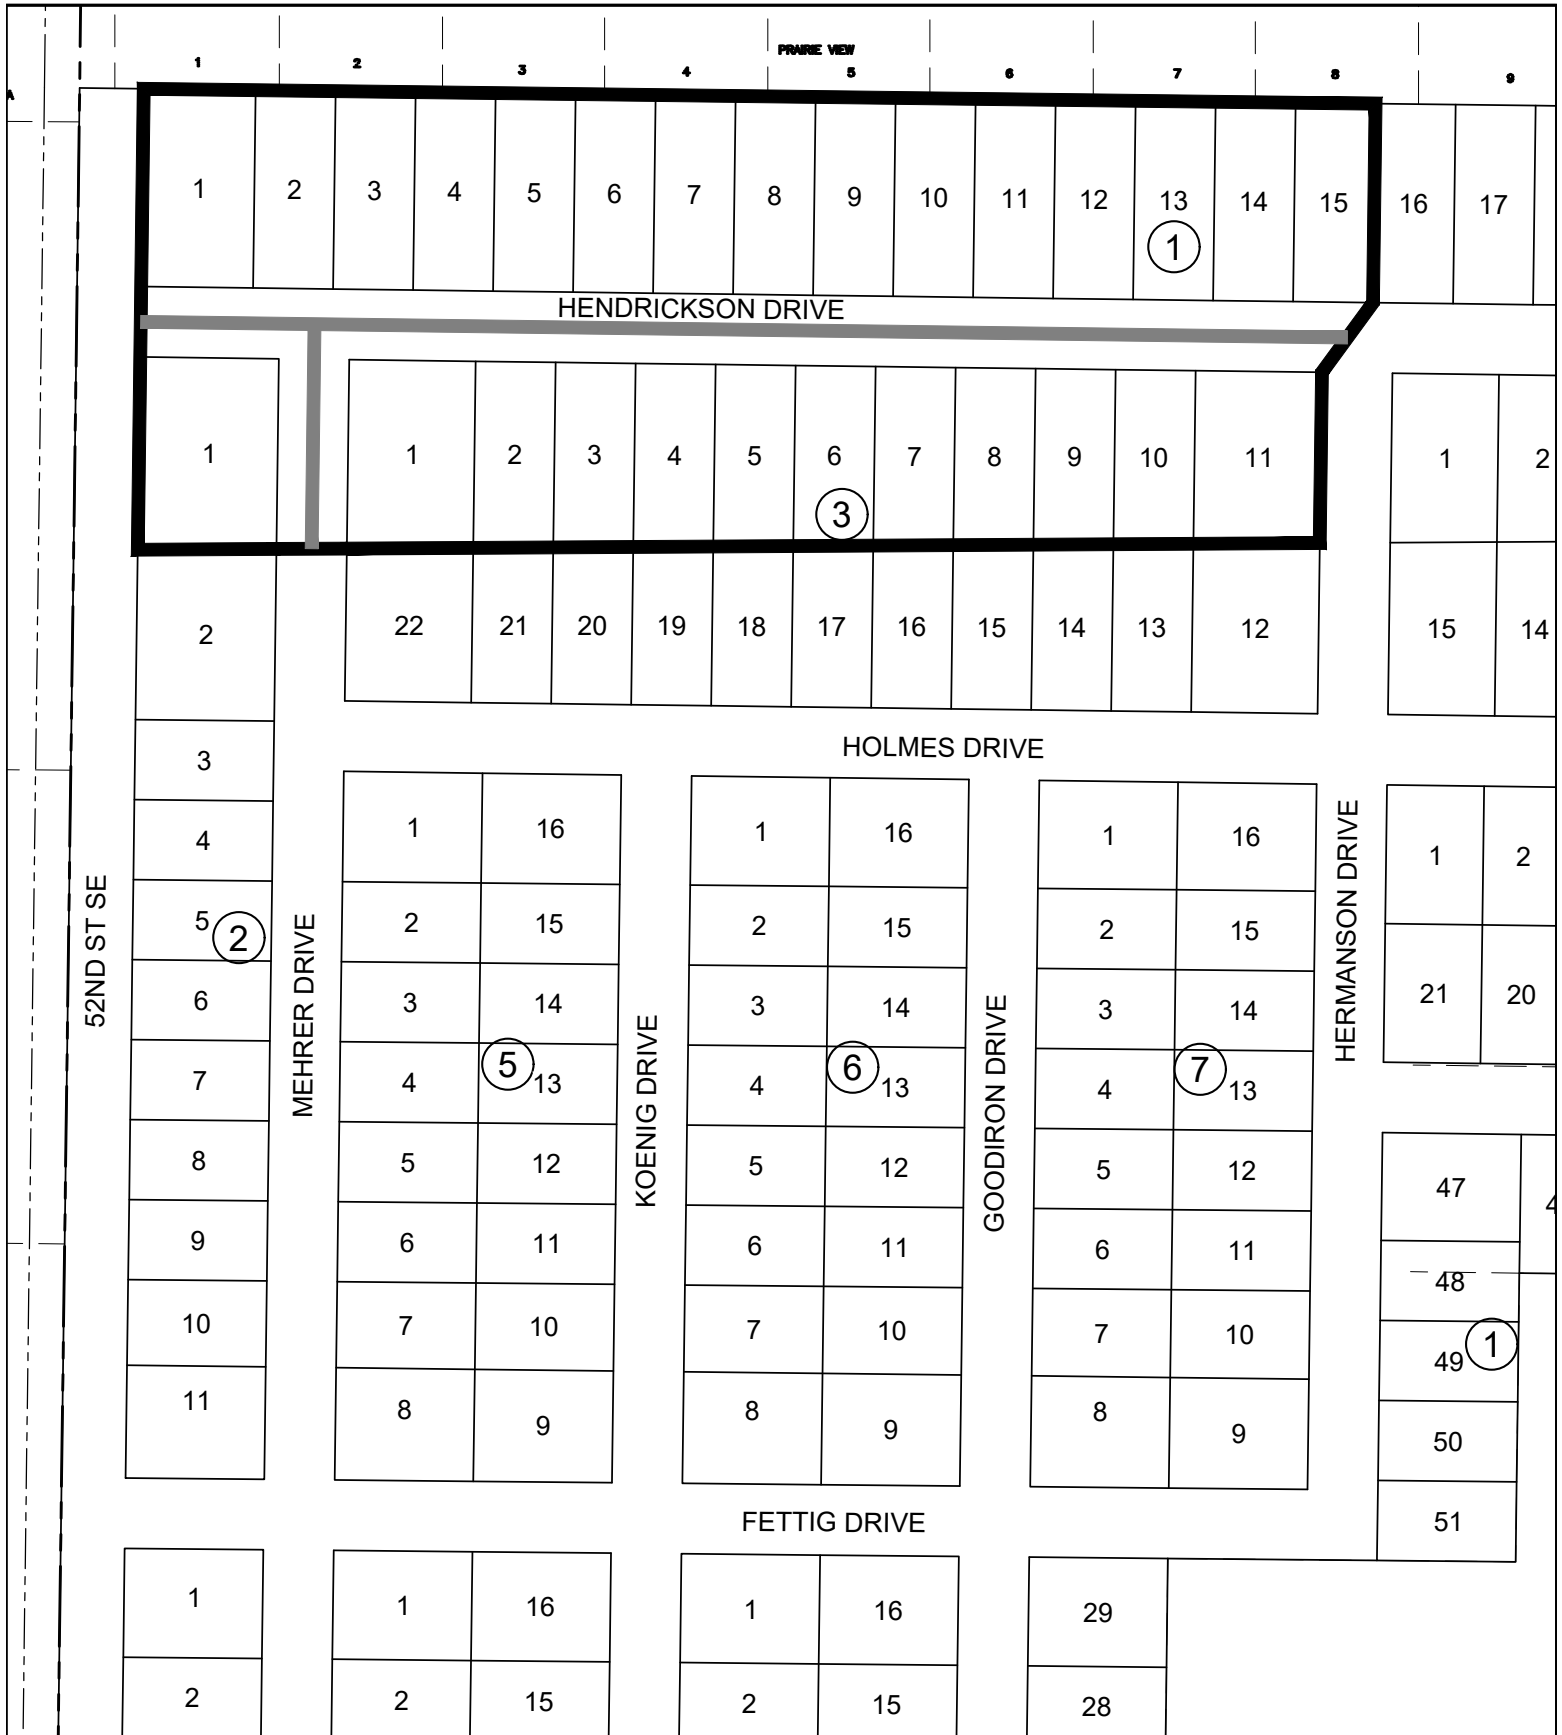 PRAIRIE VIEW
1 2 3 4 5 6 7 8 9
A
1 2 3 4 5 6 7 8 9 10 11 12 13 14 15 16 17
1
HENDRICKSON DRIVE
1 1 2 3 4 5 6 7 8 9 10 11 1 2
3
2 22 21 20 19 18 17 16 15 14 13 12 15 14
HOLMES DRIVE
3
4 1 16 1 16 1 16 1 2
5 2 15 2 15 2 15
2
6 3 14 3 14 3 14 21 20
7 4 13 4 13 4 13
5 6 7
52ND ST SE
MEHRER DRIVE
KOENIG DRIVE
GOODIRON DRIVE
HERMANSON DRIVE
8 5 12 5 12 5 12 47 4
9 6 11 6 11 6 11 48
10 7 10 7 10 7 10 49
1
11 8 9 8 9 8 9 50
51
FETTIG DRIVE
1 1 16 1 16 29
2 2 15 2 15 28